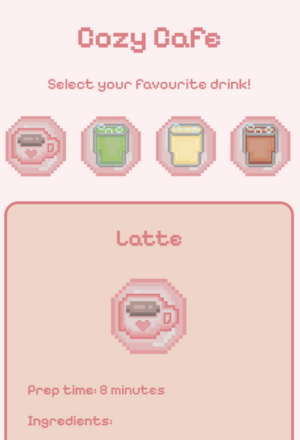 Cozy Cafe
Select your favourite drink!
Latte
Prep time: 8 minutes
Ingredients: